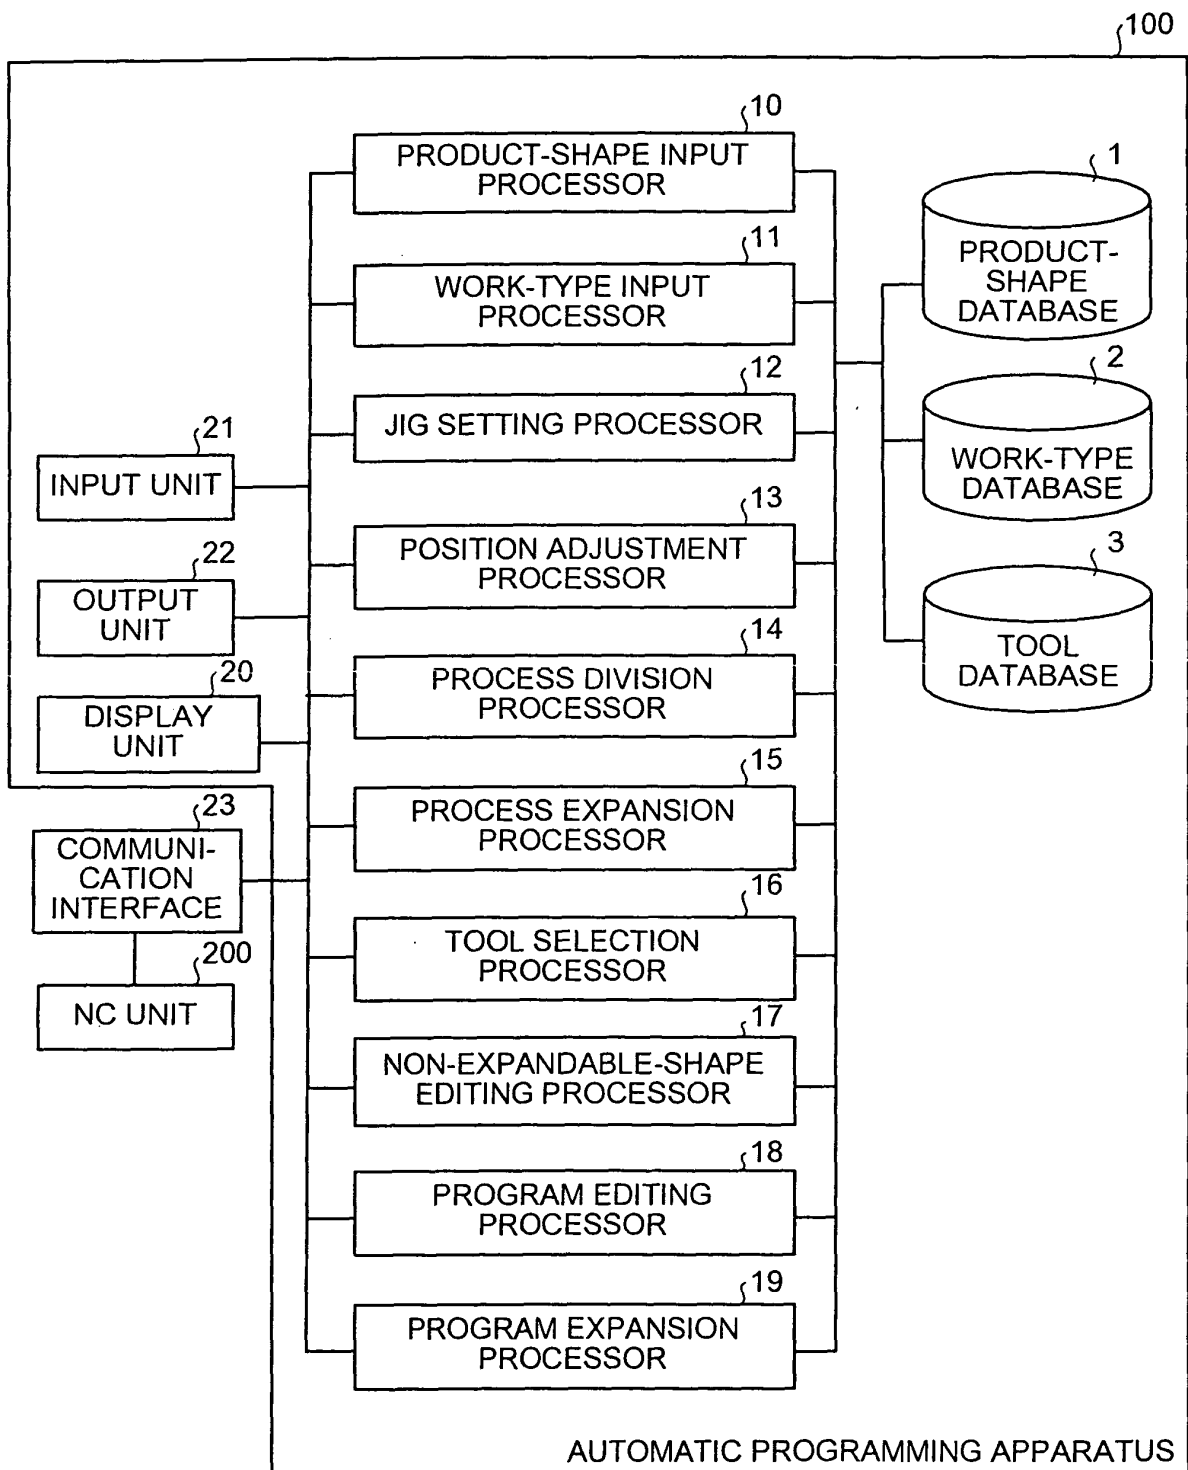 100
10
PRODUCT-SHAPE INPUT
PROCESSOR
11
WORK-TYPE INPUT
PROCESSOR
12
JIG SETTING PROCESSOR
13
POSITION ADJUSTMENT
PROCESSOR
14
PROCESS DIVISION
PROCESSOR
15
PROCESS EXPANSION
PROCESSOR
16
TOOL SELECTION
PROCESSOR
17
NON-EXPANDABLE-SHAPE
EDITING PROCESSOR
18
PROGRAM EDITING
PROCESSOR
19
PROGRAM EXPANSION
PROCESSOR
21
INPUT UNIT
22
OUTPUT
UNIT
20
DISPLAY
UNIT
23
COMMUNI-
CATION
INTERFACE
200
NC UNIT
1
PRODUCT-
SHAPE
DATABASE
2
WORK-TYPE
DATABASE
3
TOOL
DATABASE
AUTOMATIC PROGRAMMING APPARATUS